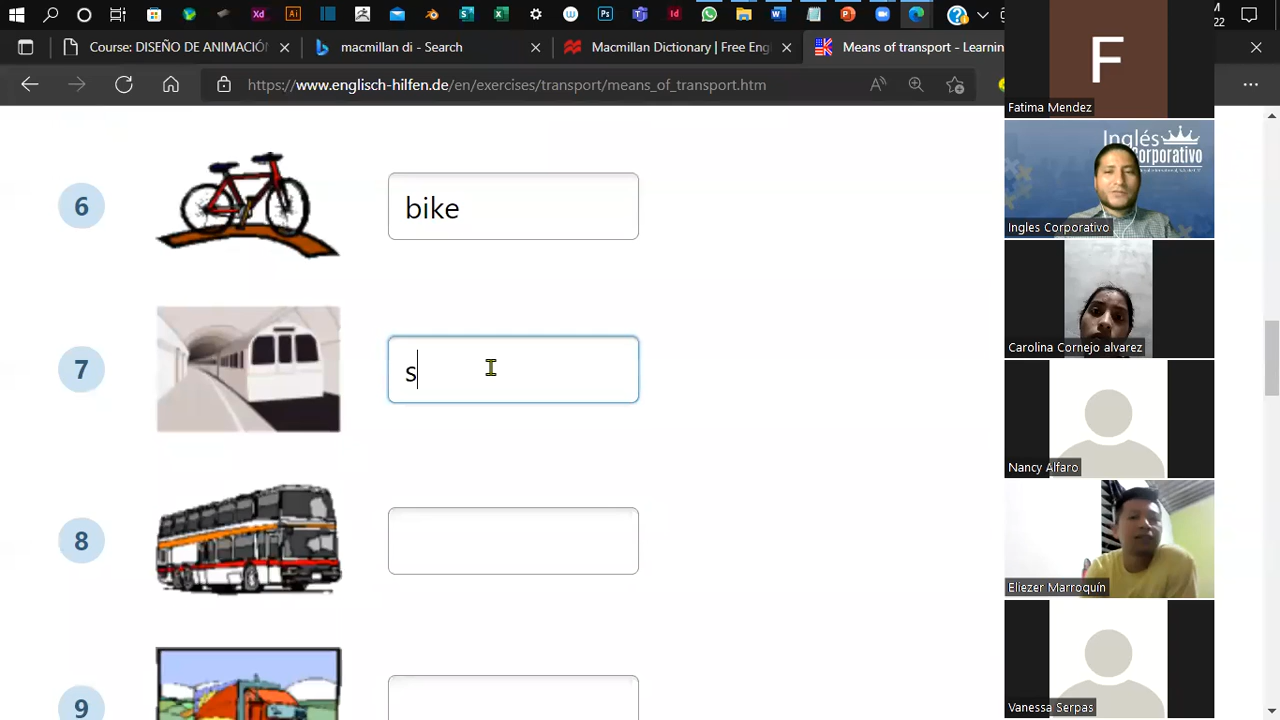 Course: DISEÑO DE ANIMACIÓN
macmillan di - Search
Macmillan Dictionary | Free Eng
Means of transport - Learnin
22
https://www.englisch-hilfen.de/en/exercises/transport/means_of_transport.htm
6
bike
7
s
8
9
F
Fatima Mendez
Inglés
Corporativo
Ingles Corporativo
Carolina Cornejo alvarez
Nancy Alfaro
Eliezer Marroquín
Vanessa Serpas